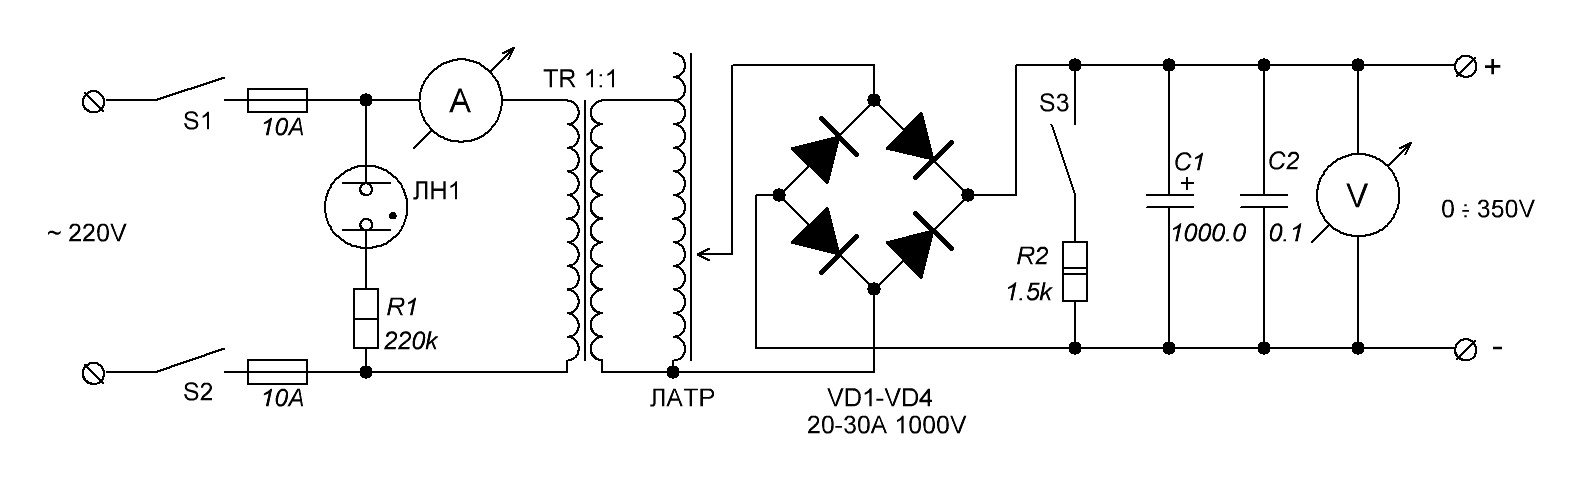 ~ 220V
S1
10A
ЛН1
R1
220k
S2
10A
A
TR 1:1
ЛАТР
VD1-VD4
20-30A 1000V
S3
R2
1.5k
C1
+
1000.0
C2
0.1
V
+
0 ÷ 350V
-